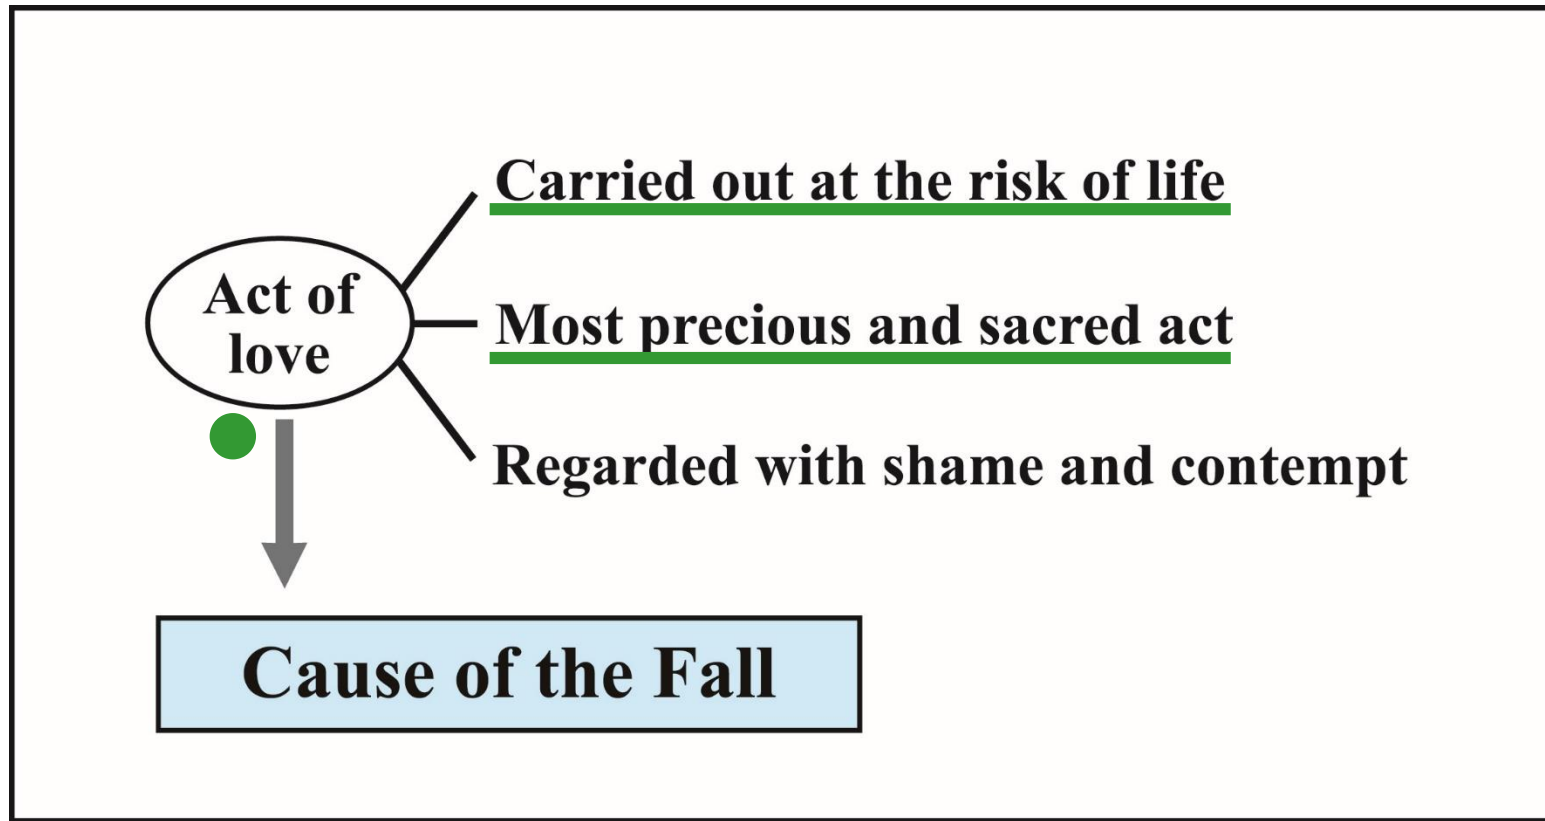 Carried out at the risk of life
Act of
love
Most precious and sacred act
Regarded with shame and contempt
Cause of the Fall